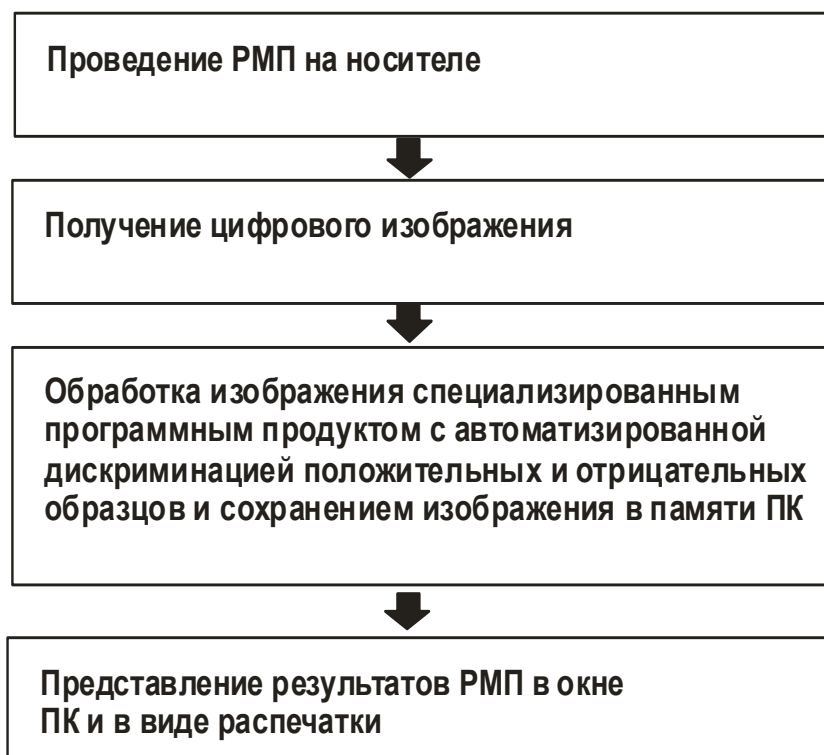 Проведение РМП на носителе
Получение цифрового изображения
Обработка изображения специализированным
программным продуктом с автоматизированной
дискриминацией положительных и отрицательных
образцов и сохранением изображения в памяти ПК
Представление результатов РМП в окне
ПК и в виде распечатки